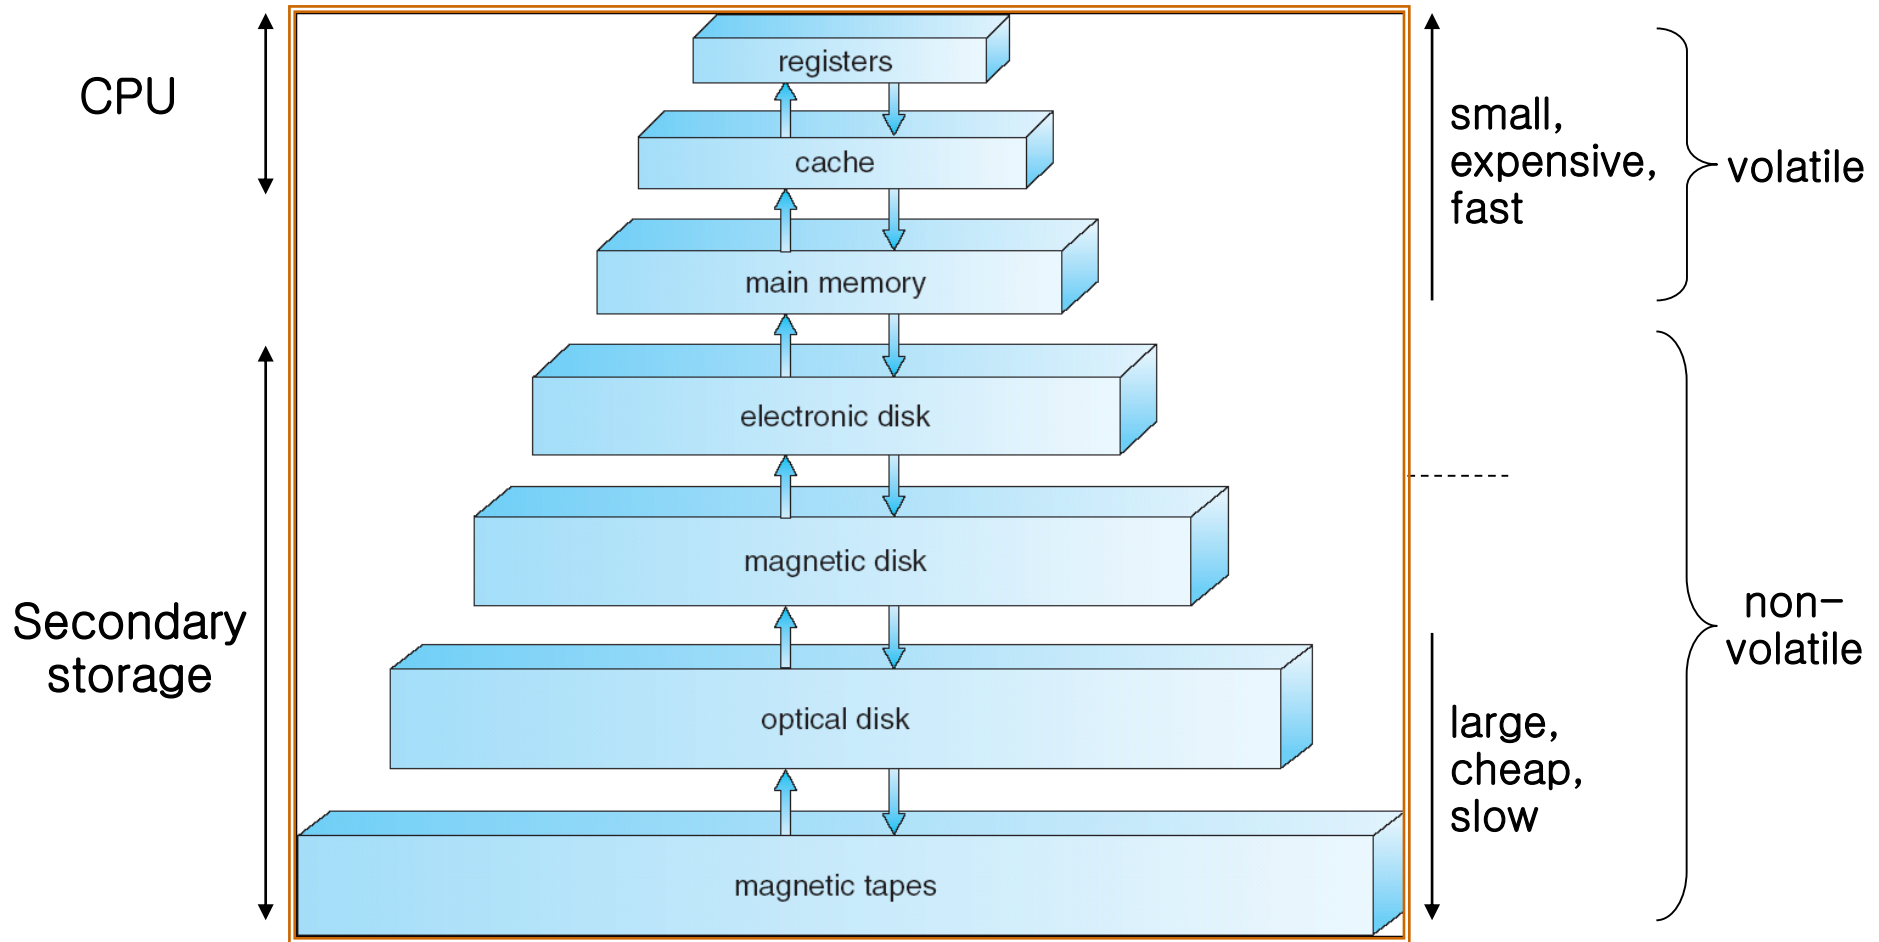 CPU
Secondary
storage
registers
cache
main memory
electronic disk
magnetic disk
optical disk
magnetic tapes
small,
expensive,
fast
large,
cheap,
slow
volatile
non-
volatile